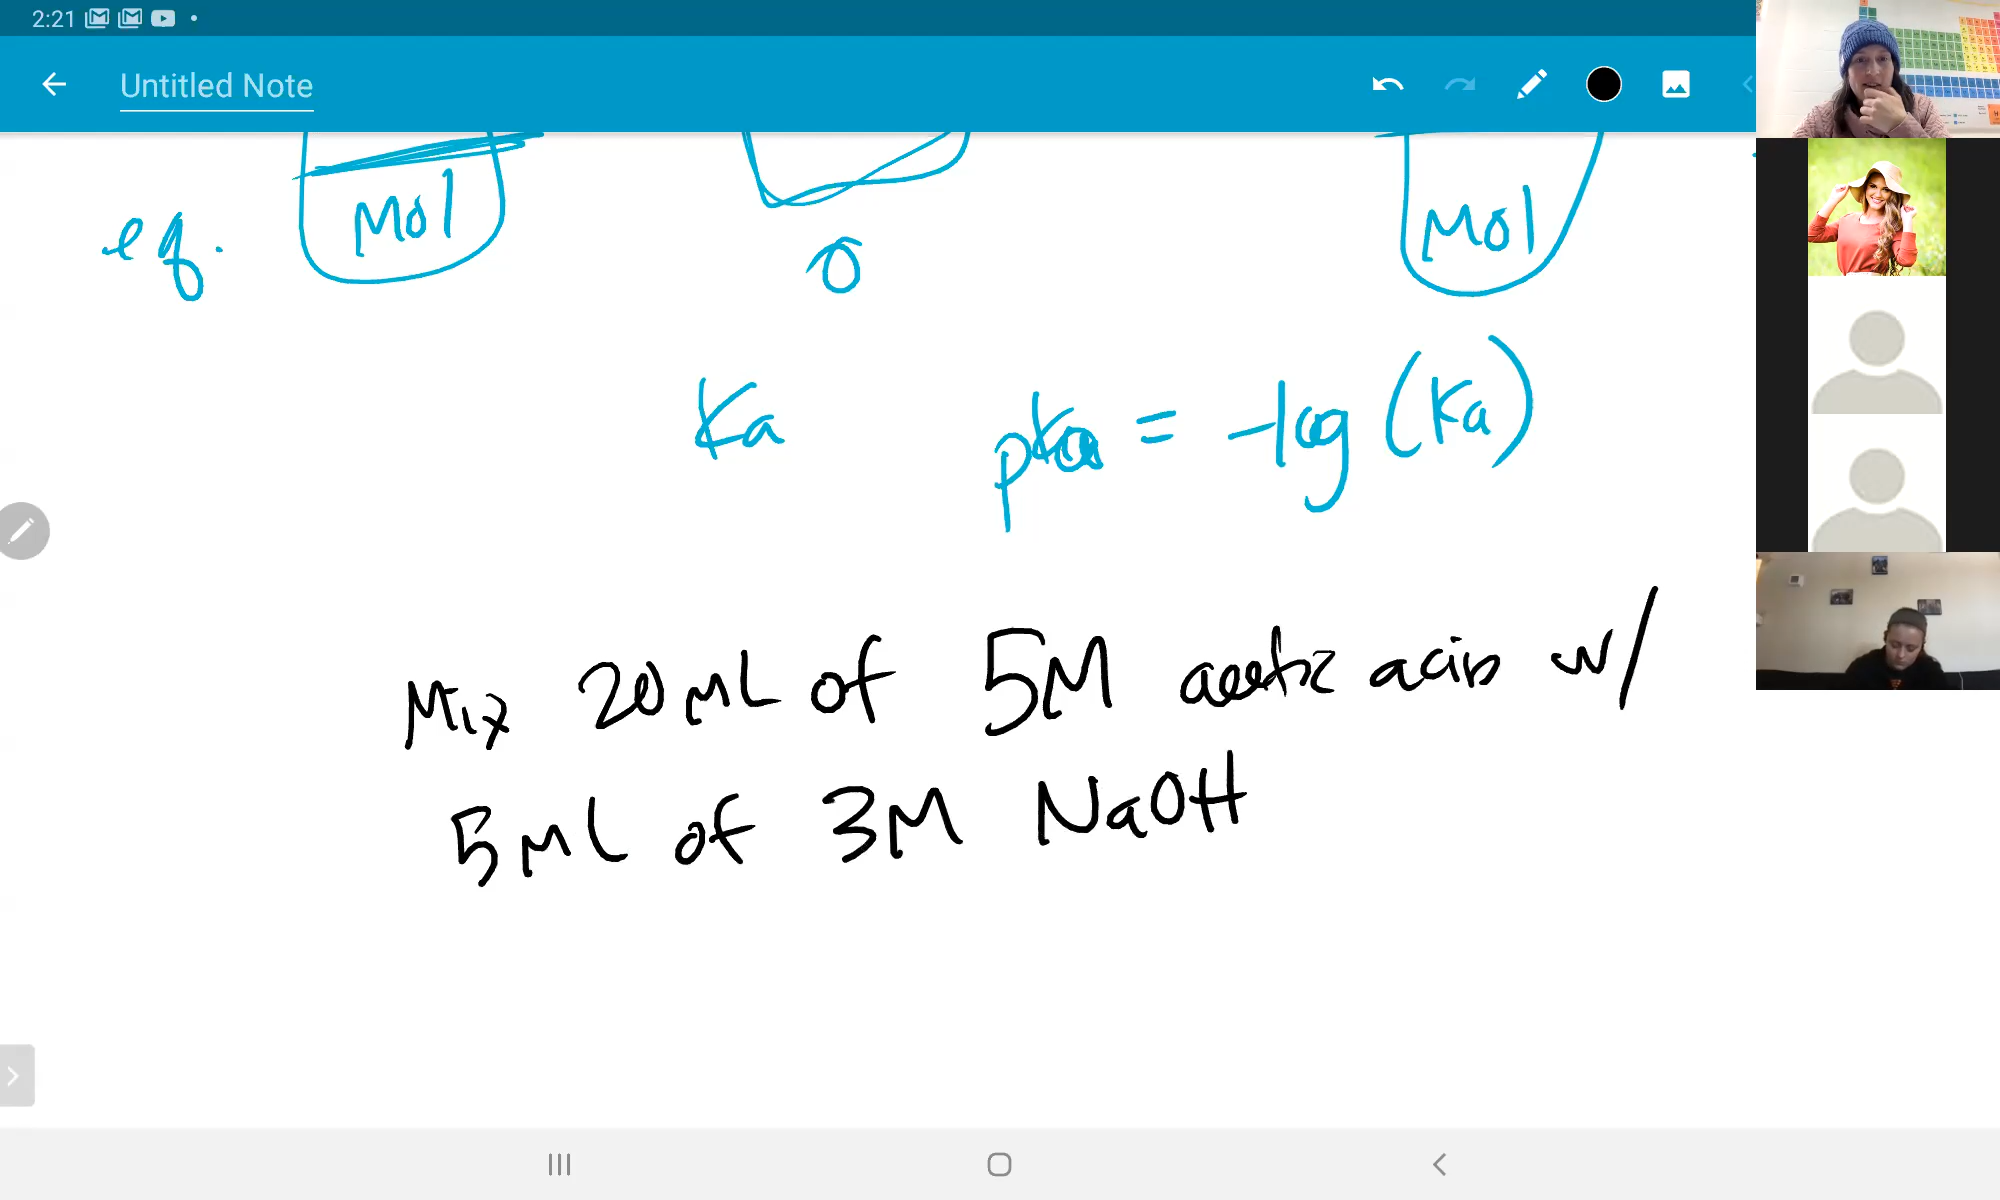 2:21
Untitled Note
Mol
Mol
eq.
0
Ka
pKa = -log (Ka)
Mix 20 mL of 5M acetic acid w/
5 mL of 3M NaOH